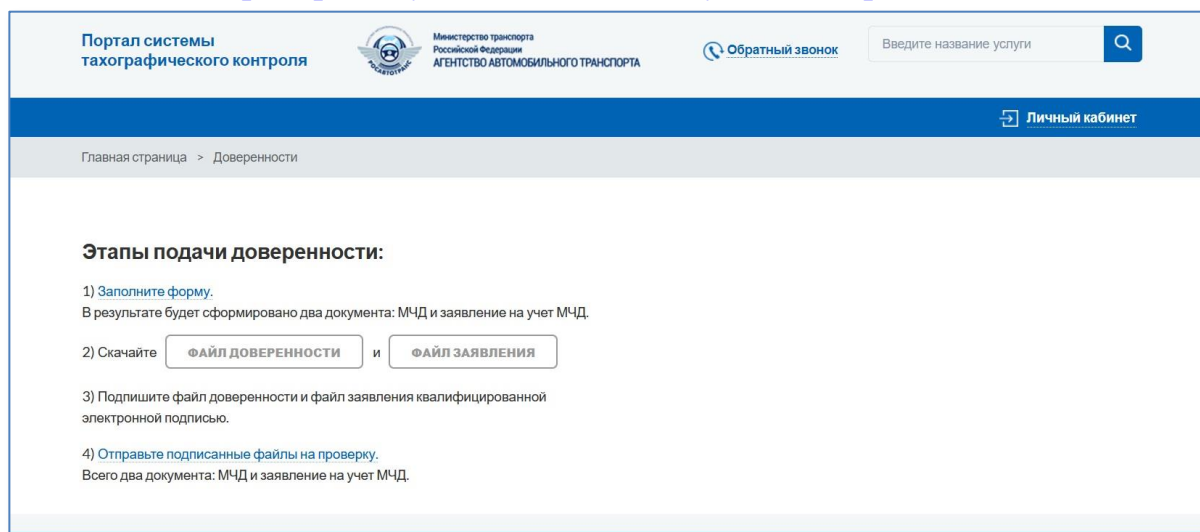 Портал системы
тахографического контроля
РОСАВТОТРАНС
Министерство транспорта
Российской Федерации
АГЕНТСТВО АВТОМОБИЛЬНОГО ТРАНСПОРТА
Обратный звонок
Введите название услуги
Личный кабинет
Главная страница > Доверенности
Этапы подачи доверенности:
1) Заполните форму.
В результате будет сформировано два документа: МЧД и заявление на учет МЧД.
2) Скачайте ФАЙЛ ДОВЕРЕННОСТИ и ФАЙЛ ЗАЯВЛЕНИЯ
3) Подпишите файл доверенности и файл заявления квалифицированной
электронной подписью.
4) Отправьте подписанные файлы на проверку.
Всего два документа: МЧД и заявление на учет МЧД.